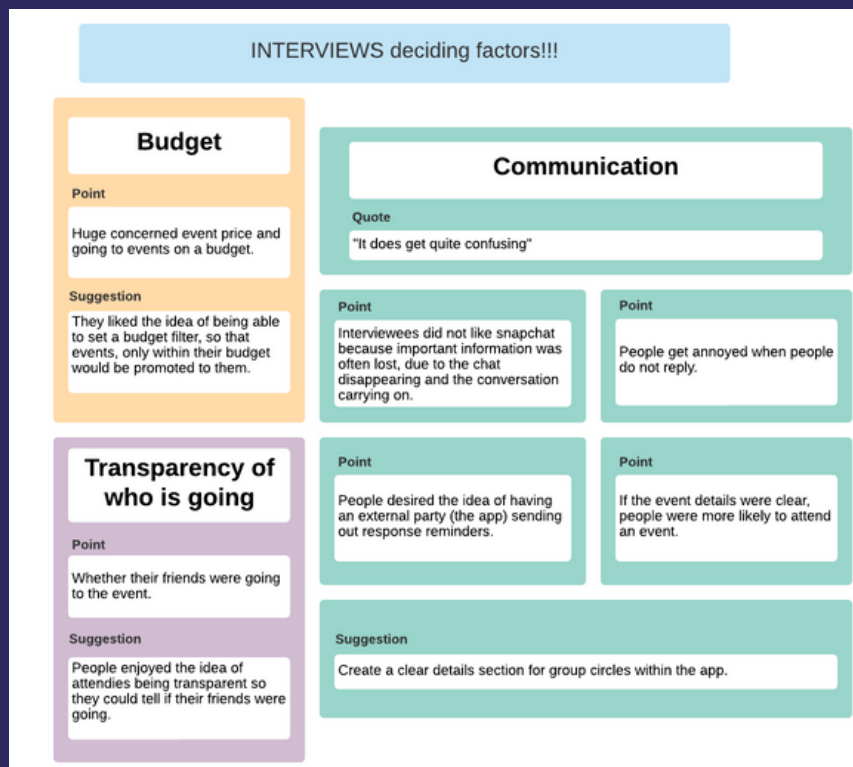 INTERVIEWS deciding factors!!!
Budget
Point
Huge concerned event price and
going to events on a budget.
Suggestion
They liked the idea of being able
to set a budget filter, so that
events, only within their budget
would be promoted to them.
Transparency of
who is going
Point
Whether their friends were going
to the event.
Suggestion
People enjoyed the idea of
attendies being transparent so
they could tell if their friends were
going.
Communication
Quote
"It does get quite confusing"
Point
Interviewees did not like snapchat
because important information was
often lost, due to the chat
disappearing and the conversation
carrying on.
Point
People get annoyed when people
do not reply.
Point
People desired the idea of having
an external party (the app) sending
out response reminders.
Point
If the event details were clear,
people were more likely to attend
an event.
Suggestion
Create a clear details section for group circles within the app.